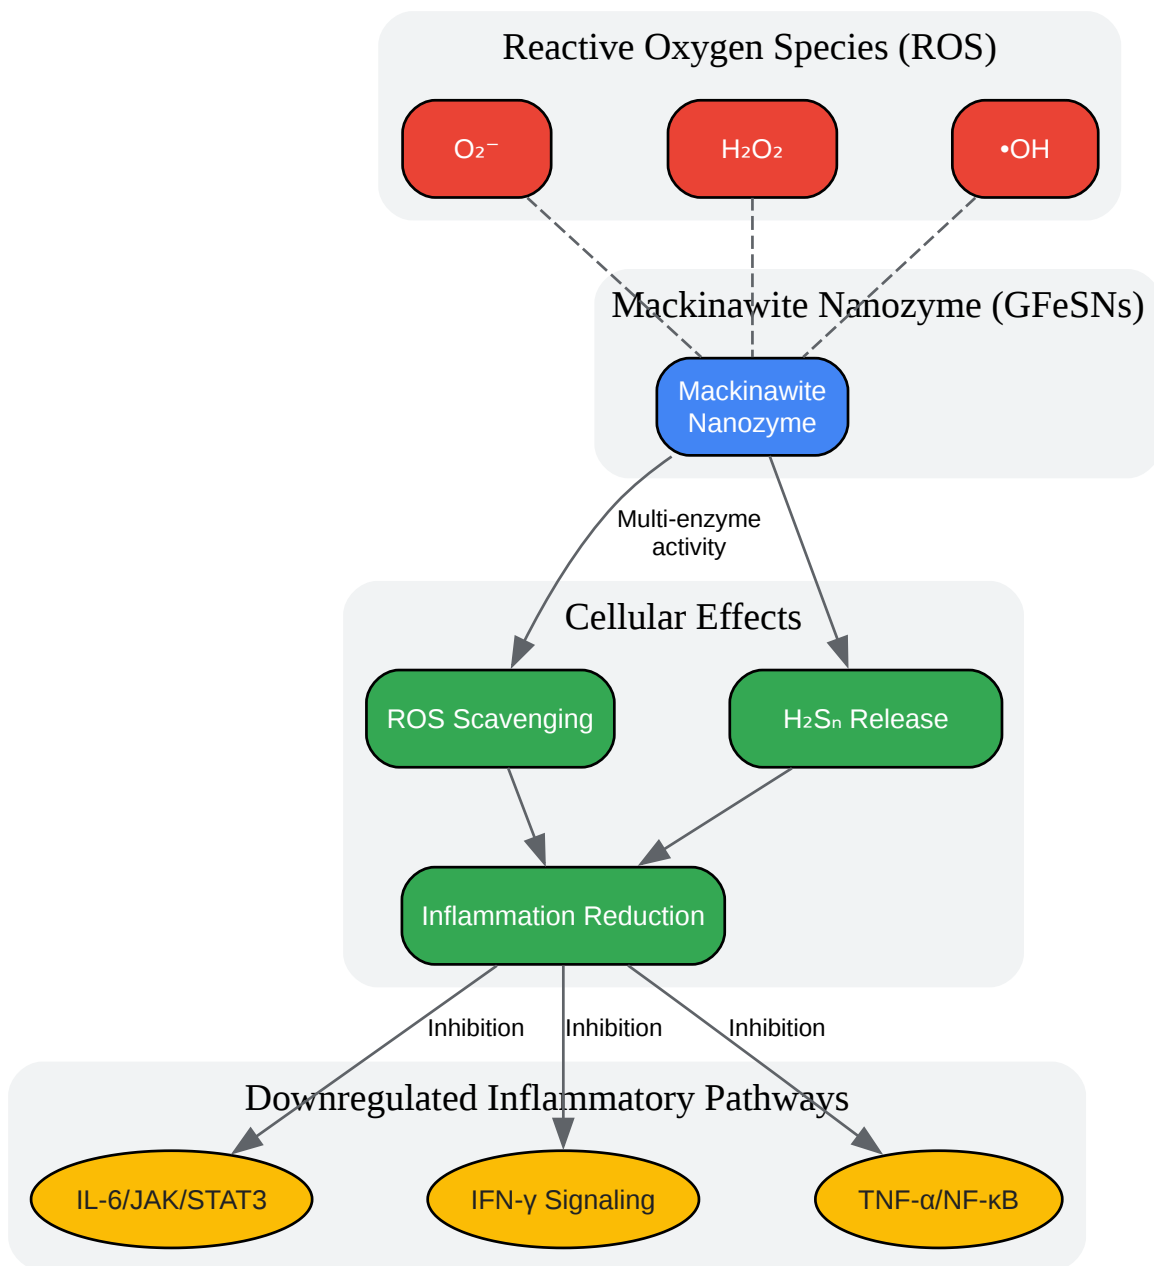 Reactive Oxygen Species (ROS)
O₂⁻
H₂O₂
•OH
Mackinawite Nanozyme (GFeSNs)
Mackinawite
Nanozyme
Multi-enzyme
activity
Cellular Effects
ROS Scavenging
H₂Sₙ Release
Inflammation Reduction
Inhibition
Inhibition
Inhibition
Downregulated Inflammatory Pathways
IL-6/JAK/STAT3
IFN-γ Signaling
TNF-α/NF-κB